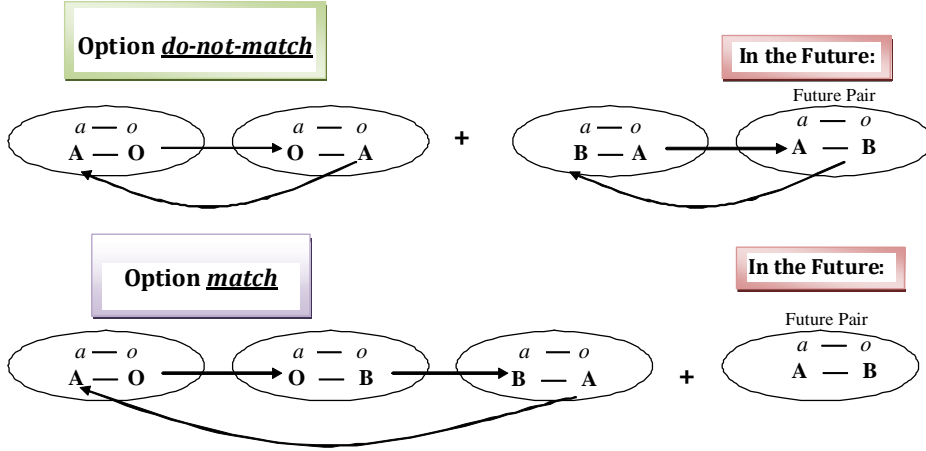 Option do-not-match
In the Future:
Future Pair
a — o a — o + a — o a — o
A — O O — A B — A A — B
Option match
In the Future:
Future Pair
a — o a — o a — o + a — o
A — O O — B B — A A — B